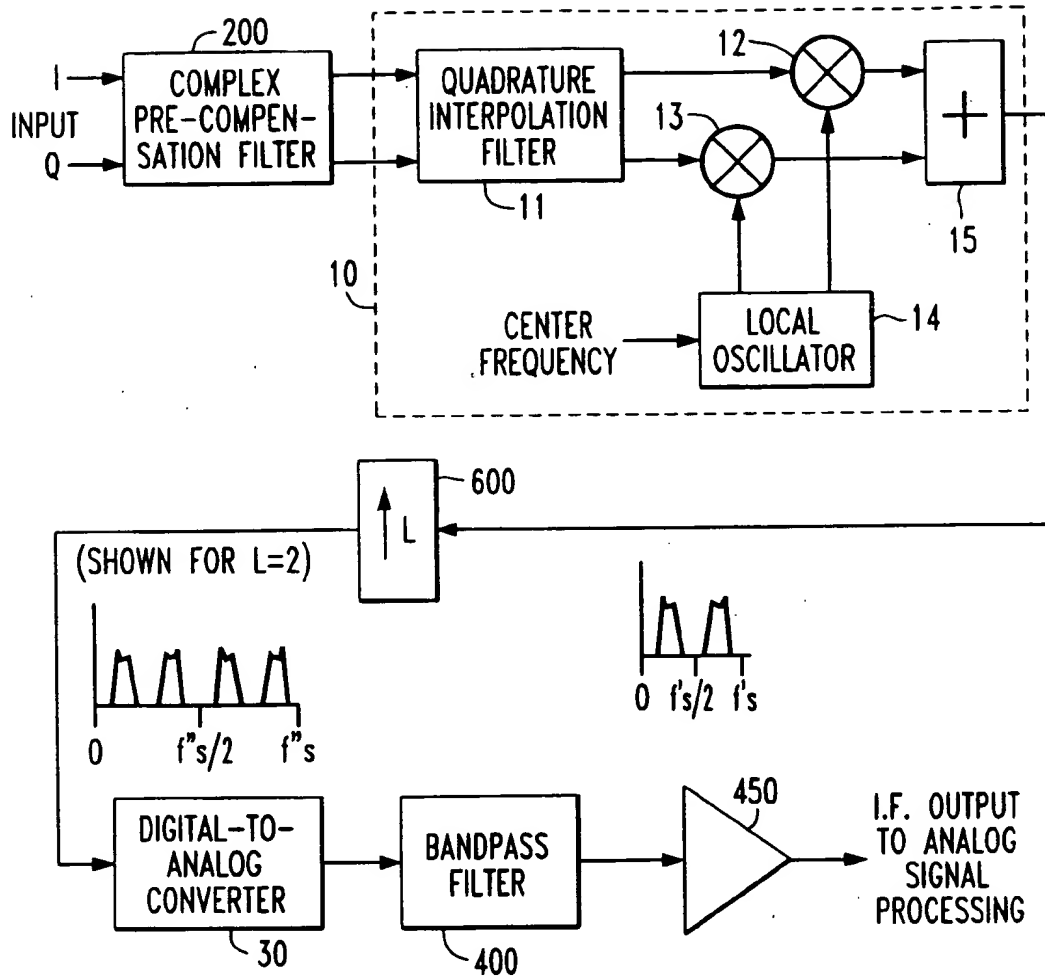 200
I
INPUT
Q
COMPLEX
PRE-COMPEN-
SATION FILTER
QUADRATURE
INTERPOLATION
FILTER
11
12
13
+
15
10
CENTER
FREQUENCY
LOCAL
OSCILLATOR
14
600
L
(SHOWN FOR L=2)
0
f"s/2
f"s
0
f's/2
f's
DIGITAL-TO-
ANALOG
CONVERTER
30
BANDPASS
FILTER
400
450
I.F. OUTPUT
TO ANALOG
SIGNAL
PROCESSING